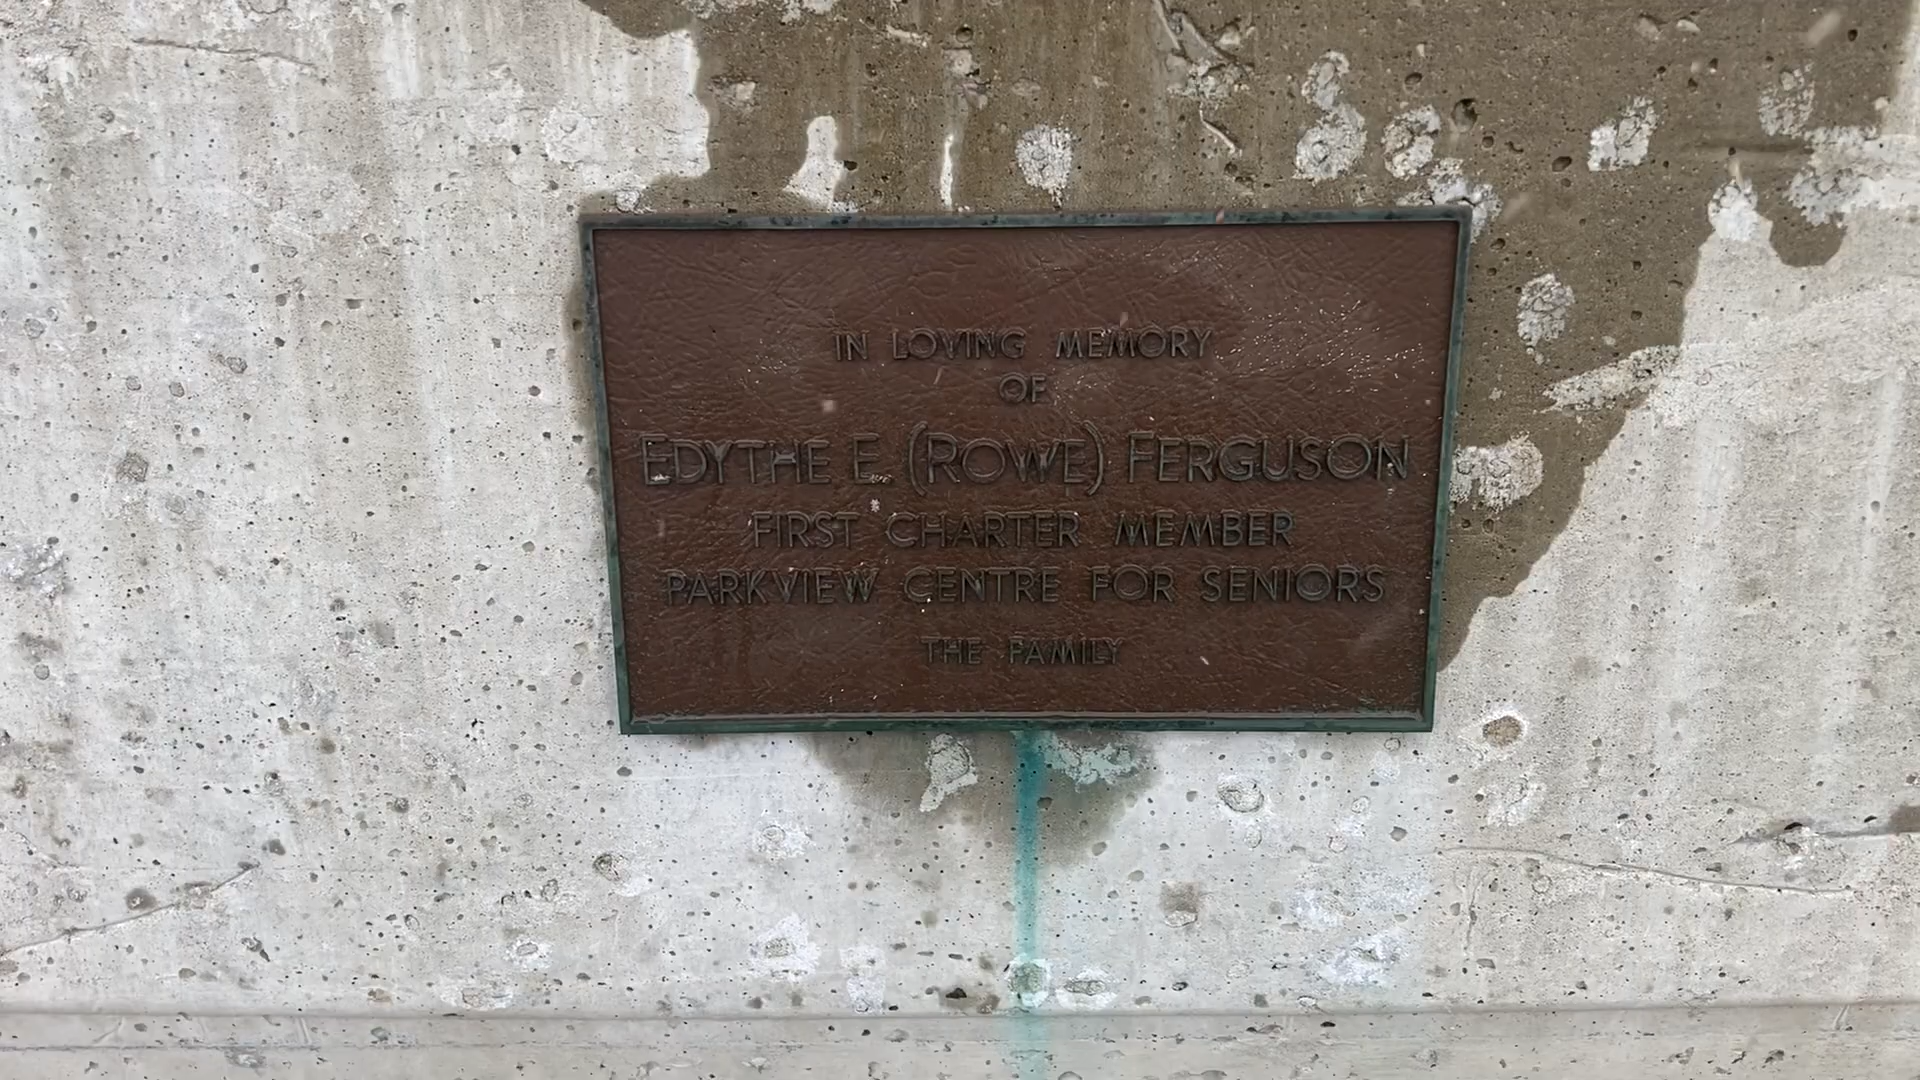 IN LOVING MEMORY
OF
EDYTHE E. (ROWE) FERGUSON
FIRST CHARTER MEMBER
PARKVIEW CENTRE FOR SENIORS
THE FAMILY